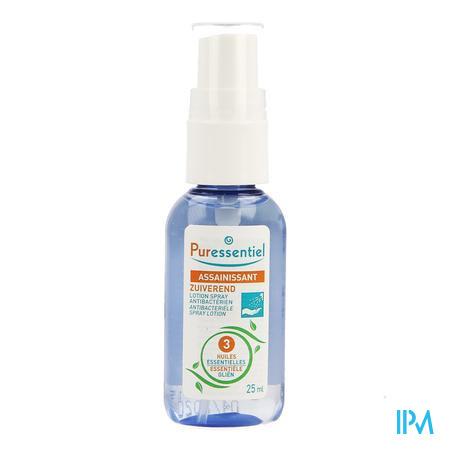 Puressentiel
ASSAINISSANT
ZUIVEREND
LOTION SPRAY
ANTIBACTÉRIEN
ANTIBACTERIËLE
SPRAY LOTION
3
HUILES
ESSENTIELLES
ESSENTIËLE
OLIËN
25 ml
IPM